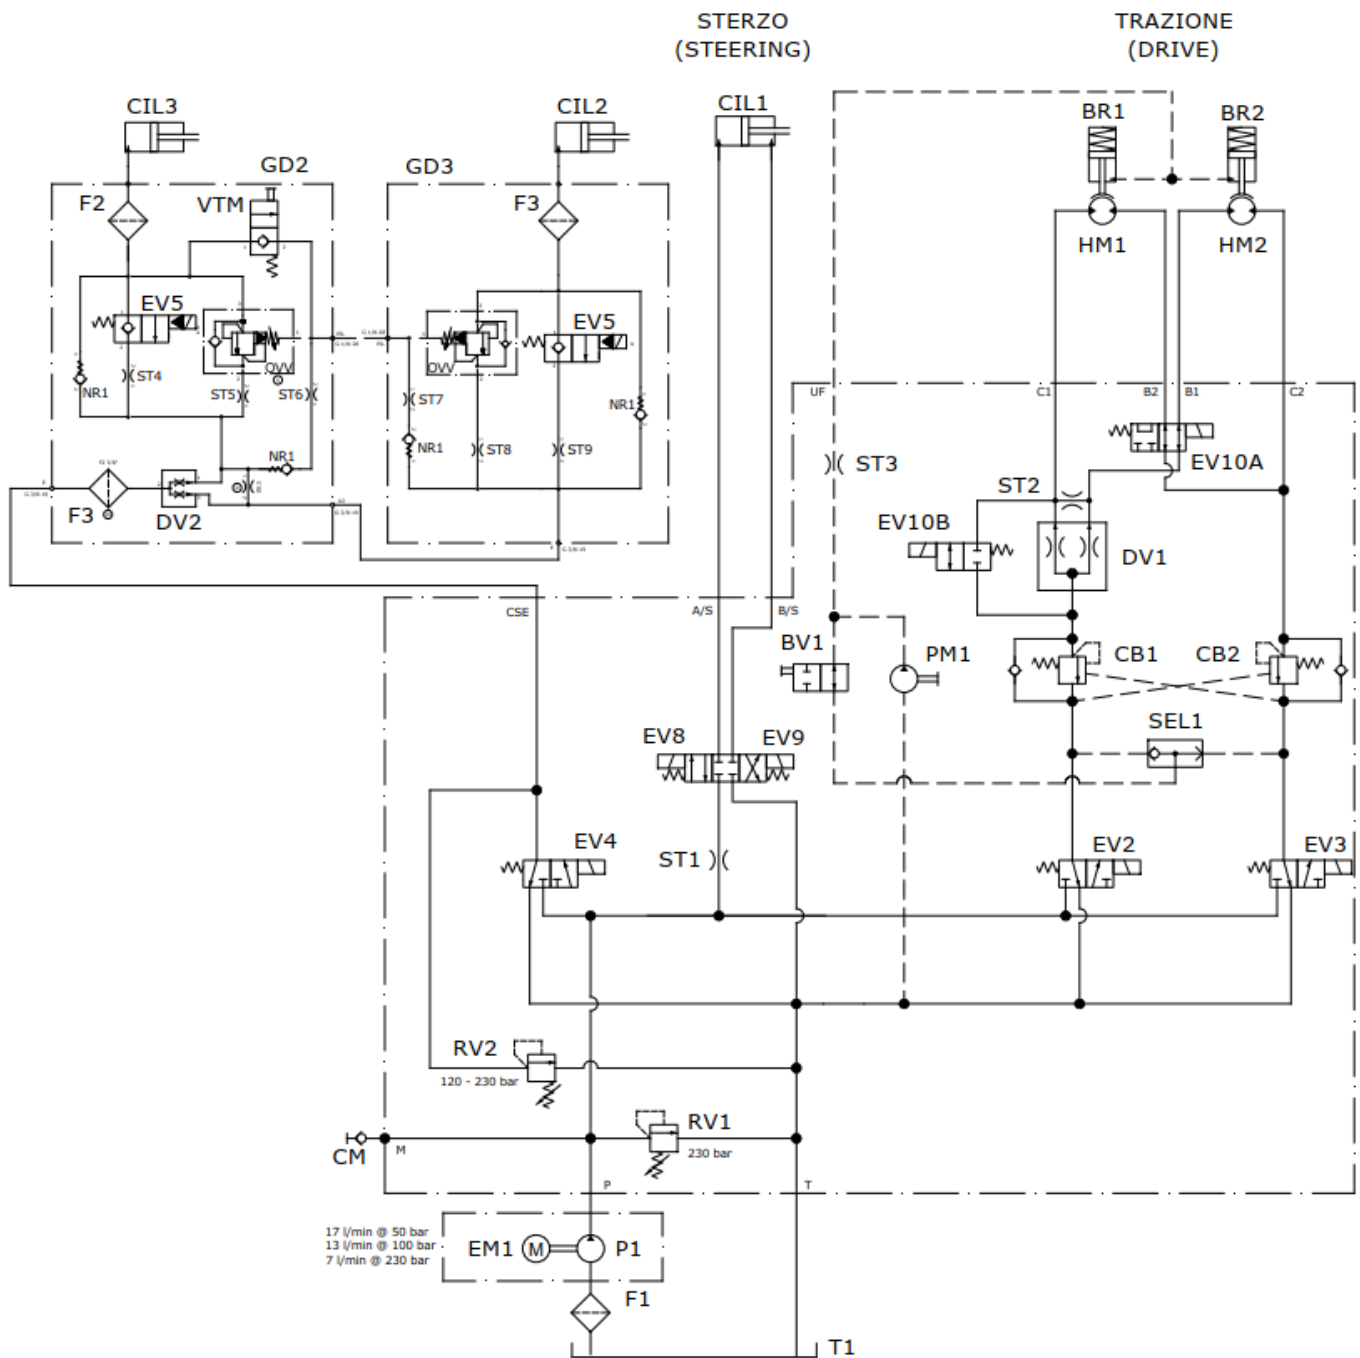 STERZO
(STEERING)
TRAZIONE
(DRIVE)
CIL3
CIL2
CIL1
BR1
BR2
GD2
GD3
F2
VTM
F3
HM1
HM2
EV5
EV5
OVV
OVV
NR1
ST4
ST5
ST6
ST7
NR1
ST8
ST9
NR1
UF
C1
B2
B1
C2
NR1
ST3
EV10A
ST2
F3
DV2
EV10B
DV1
CSE
A/S
B/S
BV1
PM1
CB1
CB2
SEL1
EV8
EV9
EV4
ST1
EV2
EV3
RV2
120 - 230 bar
RV1
230 bar
CM
M
P
T
17 l/min @ 50 bar
13 l/min @ 100 bar
7 l/min @ 230 bar
EM1
M
P1
F1
T1